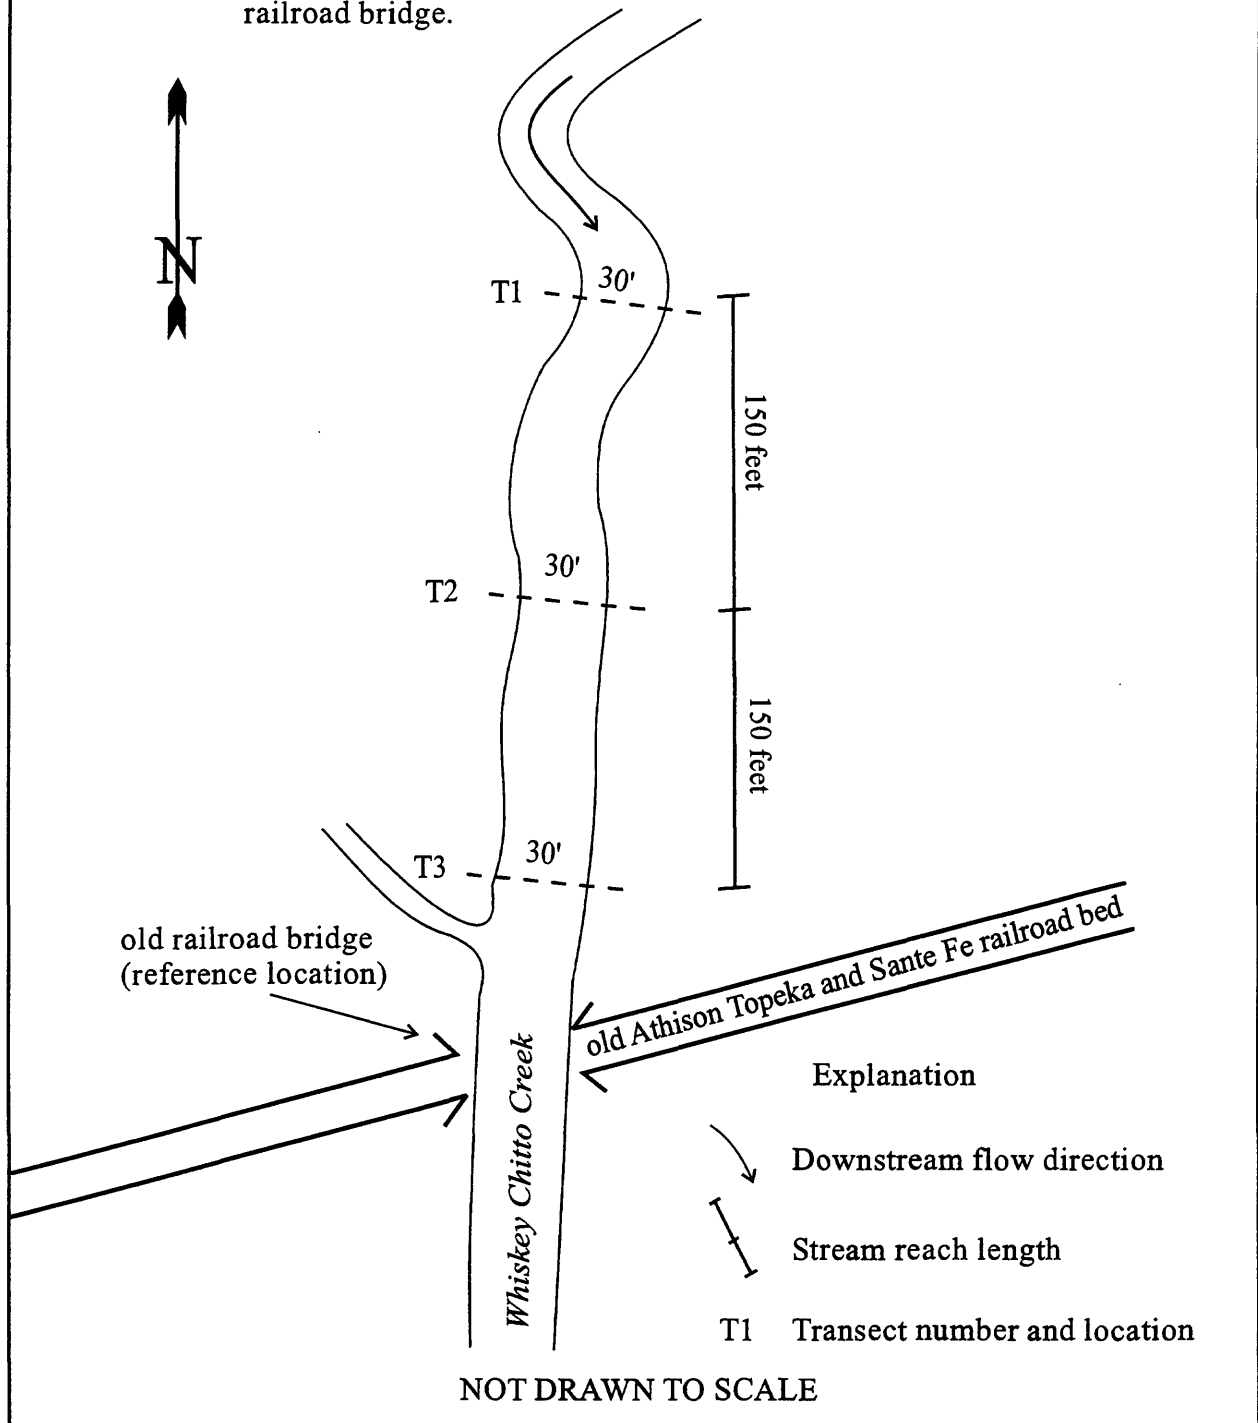 railroad bridge.
N
30'
T1
150 feet
30'
T2
150 feet
30'
T3
old railroad bridge
(reference location)
old Athison Topeka and Sante Fe railroad bed
Whiskey Chitto Creek
Explanation
Downstream flow direction
Stream reach length
T1 Transect number and location
NOT DRAWN TO SCALE